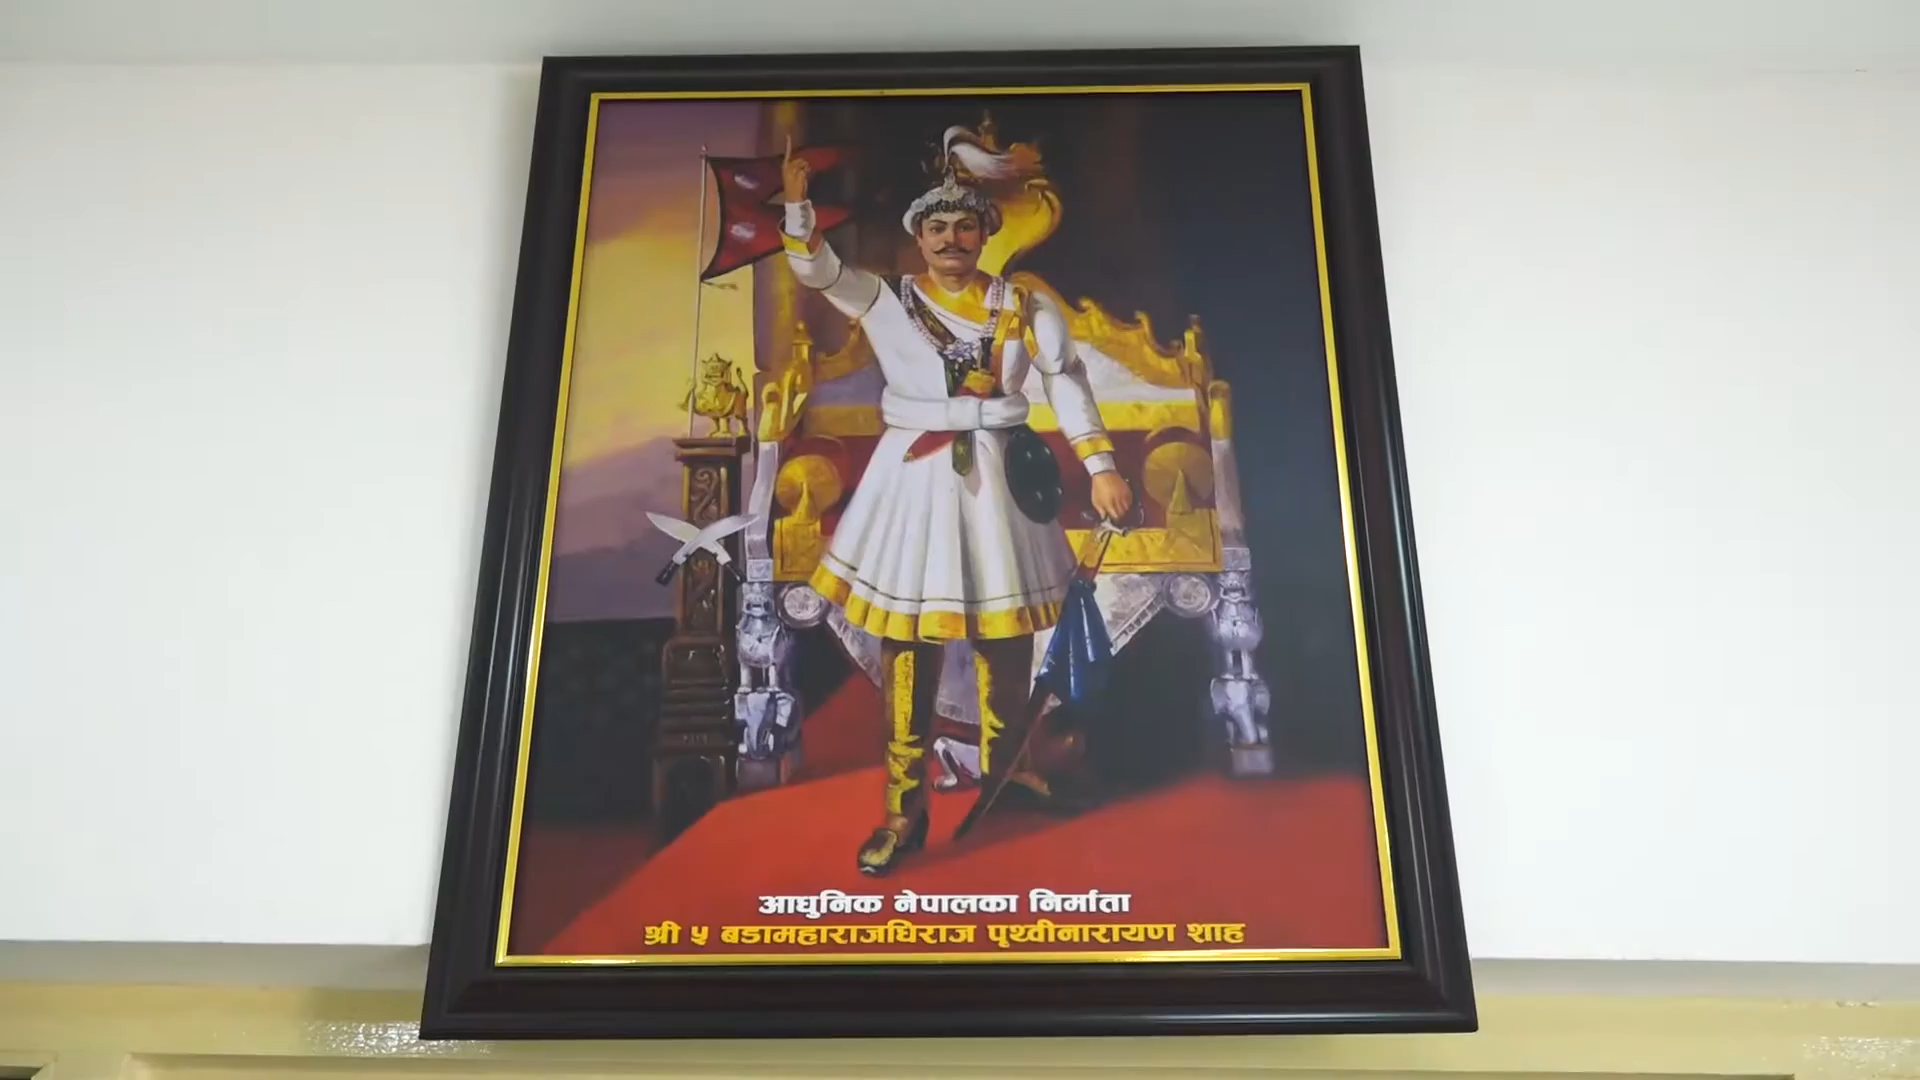 आधुनिक नेपालका निर्माता
श्री ५ बडामहाराजधिराज पृथ्वीनारायण शाह